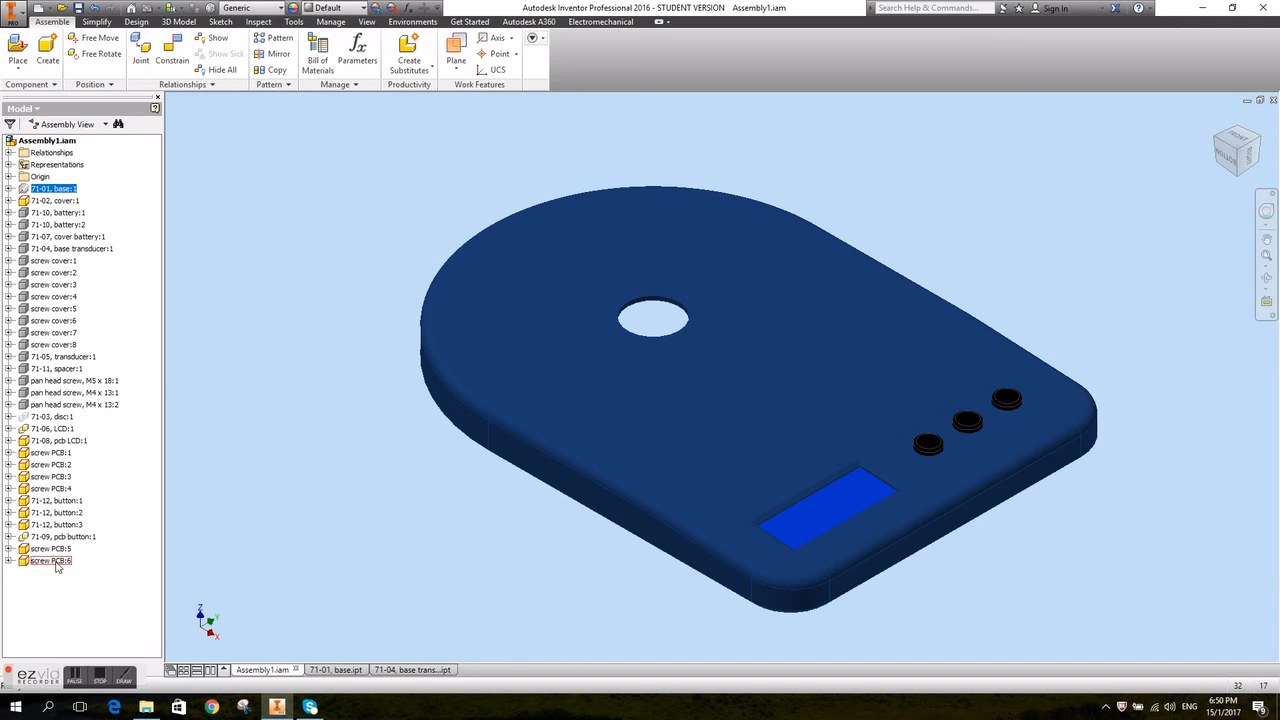 Generic
Default
Autodesk Inventor Professional 2016 - STUDENT VERSION Assembly1.iam
Search Help & Commands...
Sign In
PRO
Assemble Simplify Design 3D Model Sketch Inspect Tools Manage View Environments Get Started Autodesk A360 Electromechanical
Place
Create
Free Move
Free Rotate
Joint
Constrain
Show
Show Sick
Hide All
Pattern
Mirror
Copy
Bill of
Materials
Parameters
Create
Substitutes
Plane
Axis
Point
UCS
Component Position Relationships Pattern Manage Productivity Work Features
Model
Assembly View
Assembly1.iam
Relationships
Representations
Origin
71-01, base:1
71-02, cover:1
71-10, battery:1
71-10, battery:2
71-07, cover battery:1
71-04, base transducer:1
screw cover:1
screw cover:2
screw cover:3
screw cover:4
screw cover:5
screw cover:6
screw cover:7
screw cover:8
71-05, transducer:1
71-11, spacer:1
pan head screw, M5 x 18:1
pan head screw, M4 x 13:1
pan head screw, M4 x 13:2
71-03, disc:1
71-06, LCD:1
71-08, pcb LCD:1
screw PCB:1
screw PCB:2
screw PCB:3
screw PCB:4
71-12, button:1
71-12, button:2
71-12, button:3
71-09, pcb button:1
screw PCB:5
screw PCB:6
FRONT
BOTTOM
Z
Y
X
ezvid
RECORDER
PAUSE
STOP
DRAW
Assembly1.iam
71-01, base.ipt
71-04, base trans...ipt
32 17
6:50 PM
15/1/2017